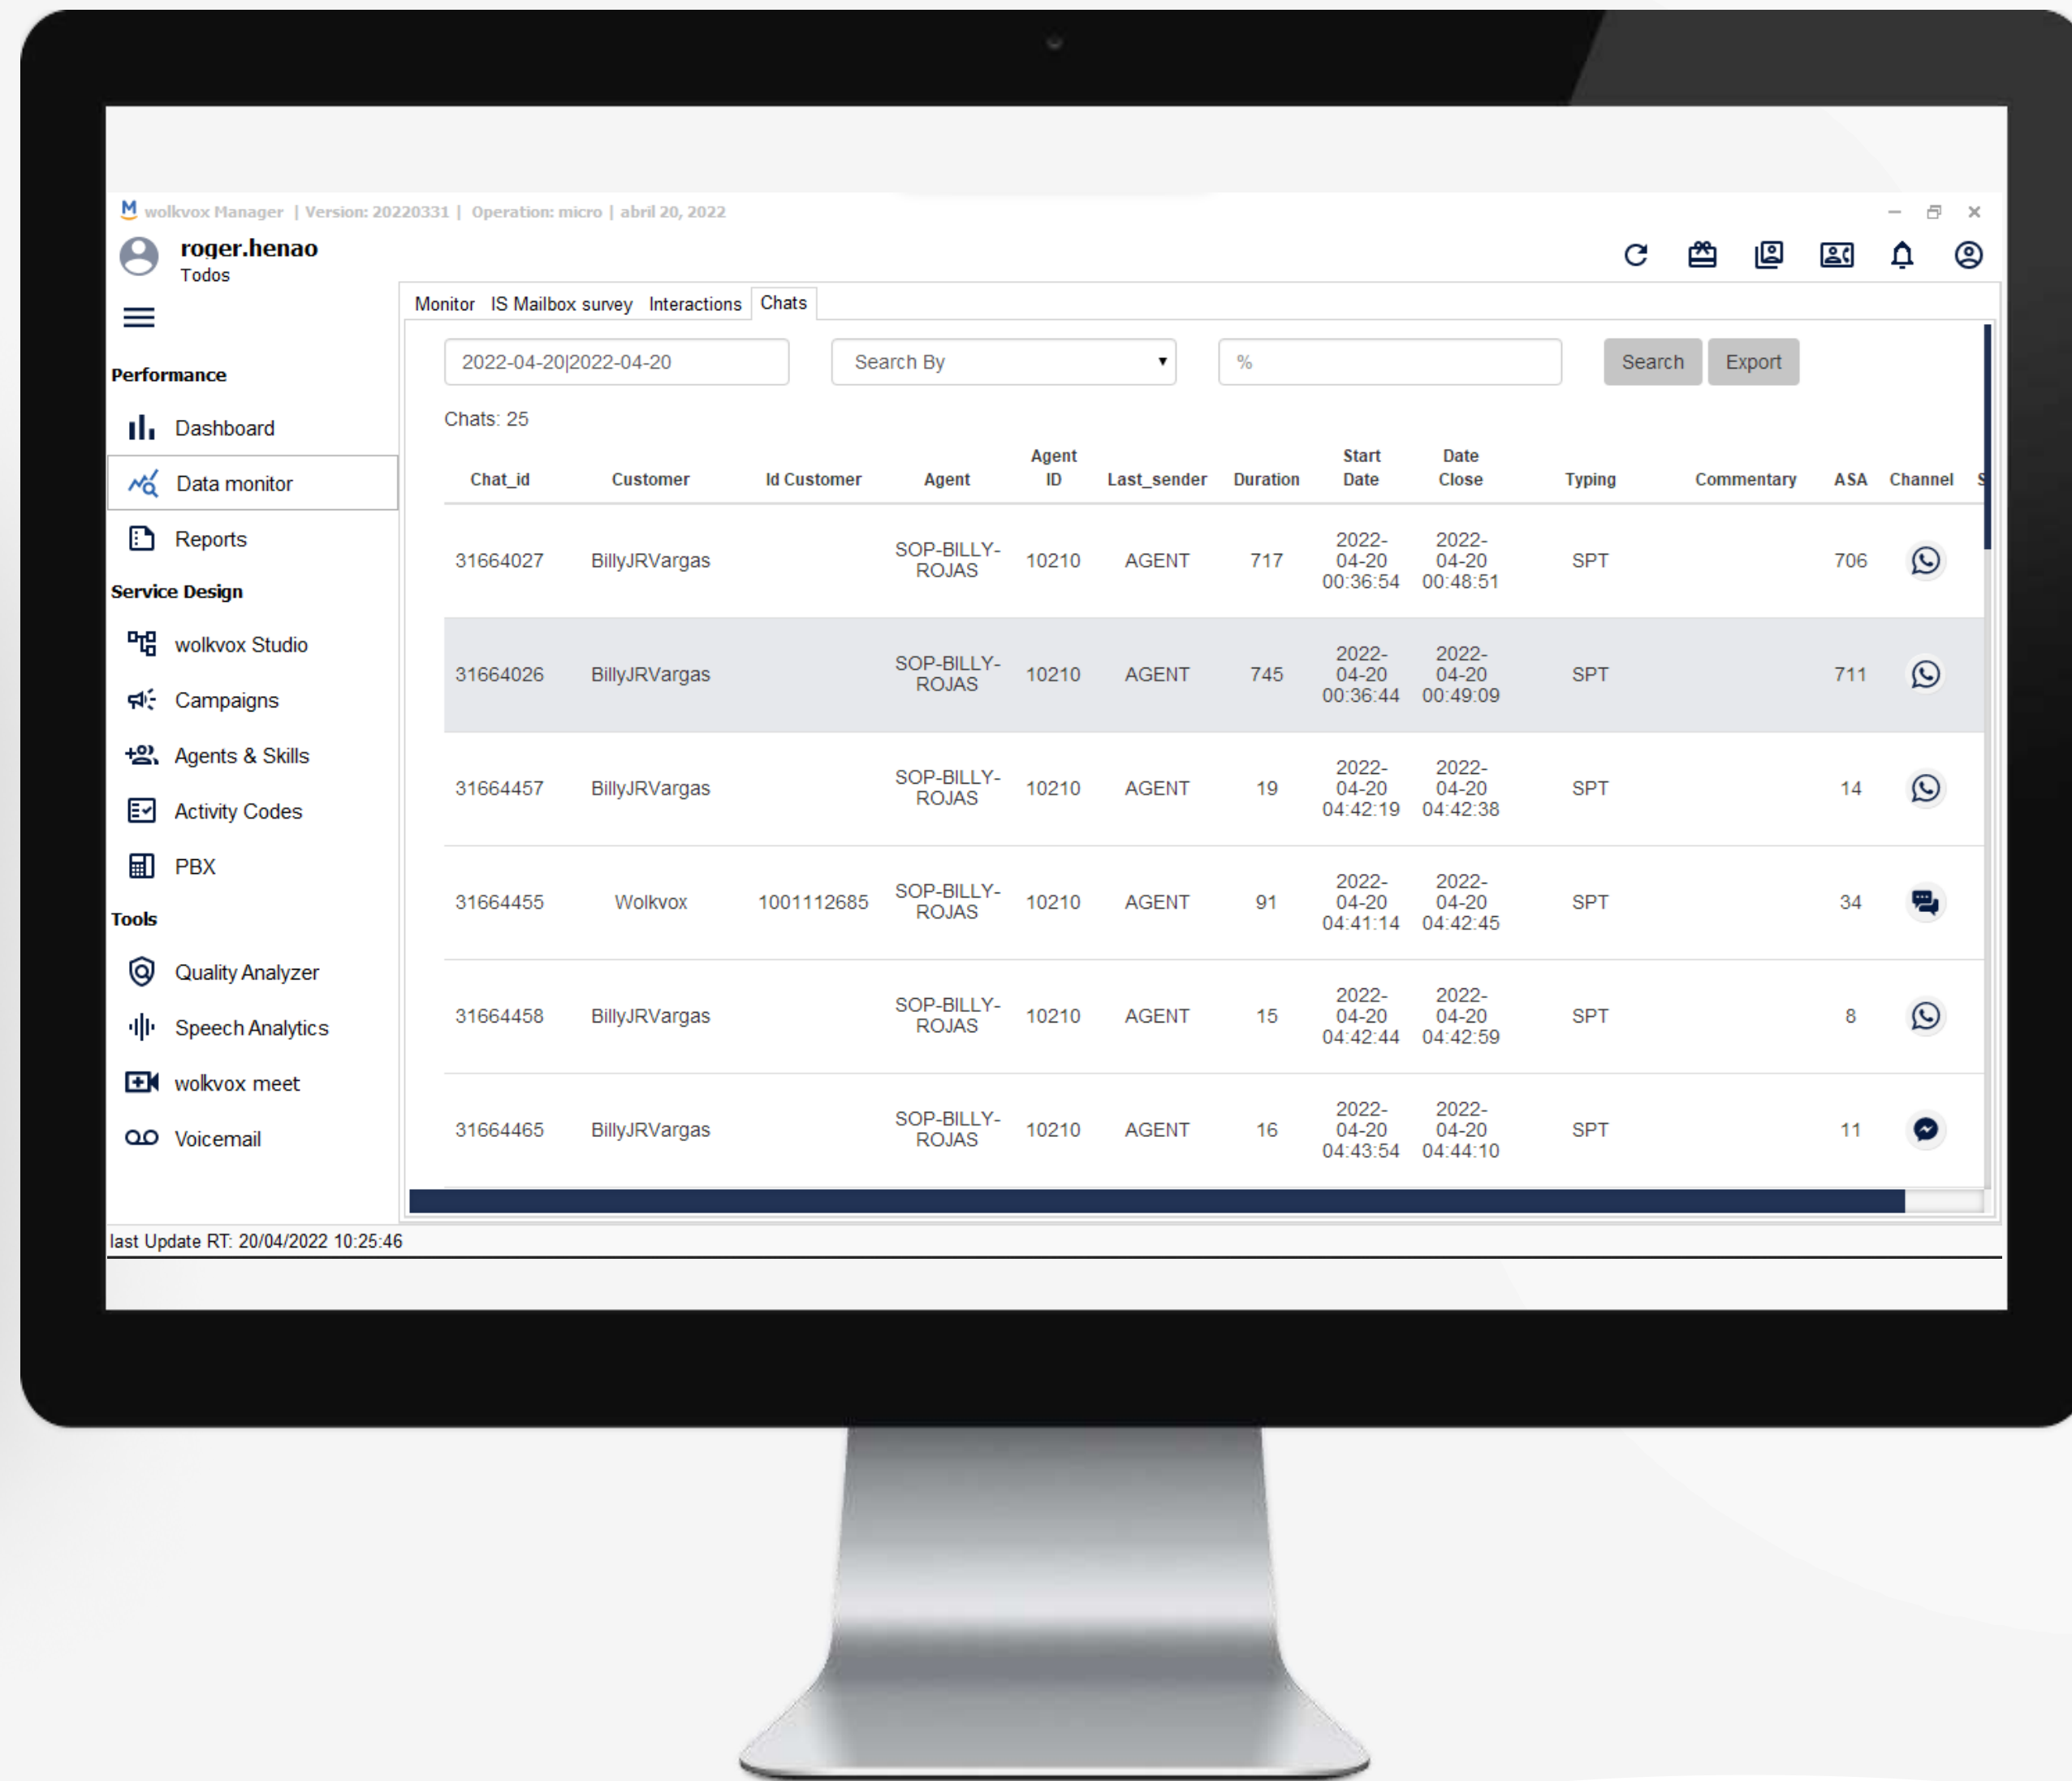 M wolkvox Manager | Version: 20220331 | Operation: micro | abril 20, 2022
roger.henao
Todos
Performance
Dashboard
Data monitor
Reports
Service Design
wolkvox Studio
Campaigns
Agents & Skills
Activity Codes
PBX
Tools
Quality Analyzer
Speech Analytics
wolkvox meet
Voicemail
Monitor IS Mailbox survey Interactions Chats
2022-04-20|2022-04-20 Search By % Search Export
Chats: 25
Chat_id Customer Id Customer Agent Agent ID Last_sender Duration Start Date Date Close Typing Commentary ASA Channel S
31664027 BillyJRVargas SOP-BILLY-ROJAS 10210 AGENT 717 2022-04-20 00:36:54 2022-04-20 00:48:51 SPT 706
31664026 BillyJRVargas SOP-BILLY-ROJAS 10210 AGENT 745 2022-04-20 00:36:44 2022-04-20 00:49:09 SPT 711
31664457 BillyJRVargas SOP-BILLY-ROJAS 10210 AGENT 19 2022-04-20 04:42:19 2022-04-20 04:42:38 SPT 14
31664455 Wolkvox 1001112685 SOP-BILLY-ROJAS 10210 AGENT 91 2022-04-20 04:41:14 2022-04-20 04:42:45 SPT 34
31664458 BillyJRVargas SOP-BILLY-ROJAS 10210 AGENT 15 2022-04-20 04:42:44 2022-04-20 04:42:59 SPT 8
31664465 BillyJRVargas SOP-BILLY-ROJAS 10210 AGENT 16 2022-04-20 04:43:54 2022-04-20 04:44:10 SPT 11
last Update RT: 20/04/2022 10:25:46